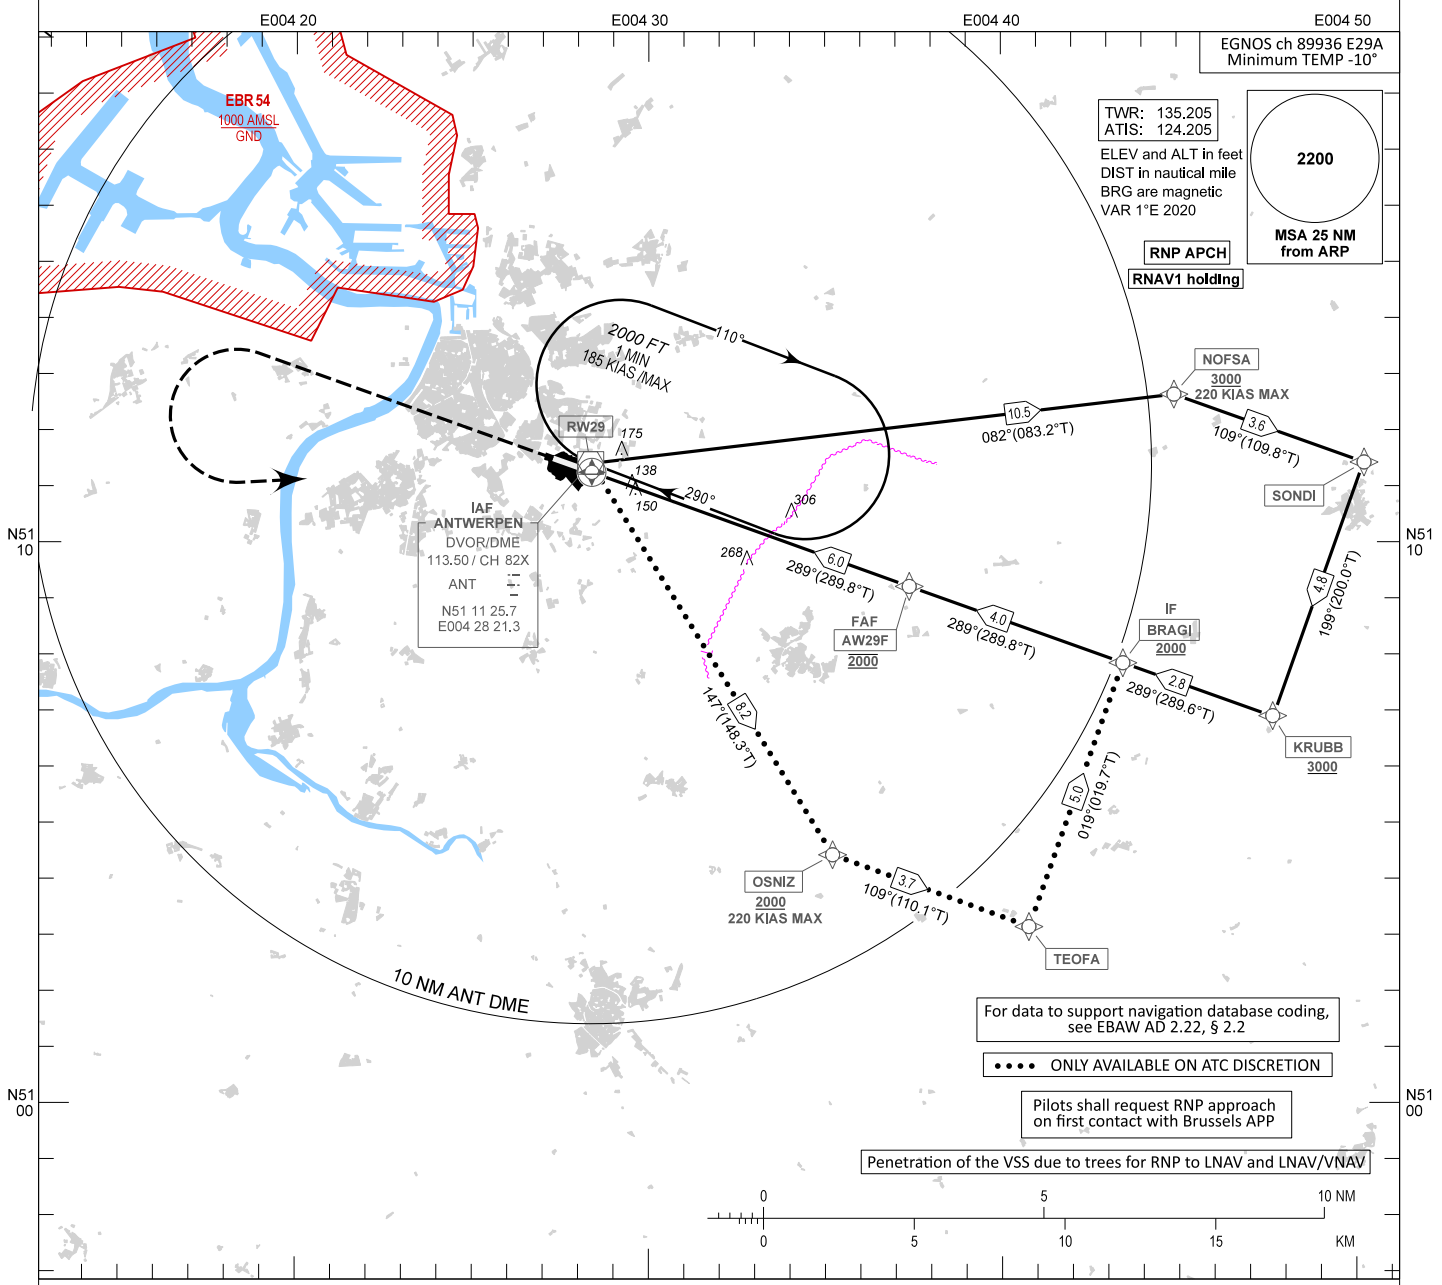 E004 20
E004 30
E004 40
E004 50
EGNOS ch 89936 E29A
Minimum TEMP -10°
EBR 54
1000 AMSL
GND
TWR: 135.205
ATIS: 124.205
ELEV and ALT in feet
DIST in nautical mile
BRG are magnetic
VAR 1°E 2020
2200
MSA 25 NM
from ARP
RNP APCH
RNAV1 holding
110°
2000 FT
1 MIN
185 KIAS /MAX
NOFSA
3000
220 KIAS MAX
10.5
082°(083.2°T)
3.6
109°(109.8°T)
RW29
175
138
150
290°
306
268
SONDI
IAF
ANTWERPEN
DVOR/DME
113.50 / CH 82X
ANT
N51 11 25.7
E004 28 21.3
N51
10
N51
10
6.0
289°(289.8°T)
FAF
AW29F
2000
4.0
289°(289.8°T)
IF
BRAGI
2000
4.8
199°(200.0°T)
2.8
289°(289.6°T)
KRUBB
3000
8.2
147°(148.3°T)
5.0
019°(019.7°T)
OSNIZ
2000
220 KIAS MAX
3.7
109°(110.1°T)
TEOFA
10 NM ANT DME
For data to support navigation database coding,
see EBAW AD 2.22, § 2.2
ONLY AVAILABLE ON ATC DISCRETION
N51
00
N51
00
Pilots shall request RNP approach
on first contact with Brussels APP
Penetration of the VSS due to trees for RNP to LNAV and LNAV/VNAV
0
5
10 NM
0
5
10
15
KM